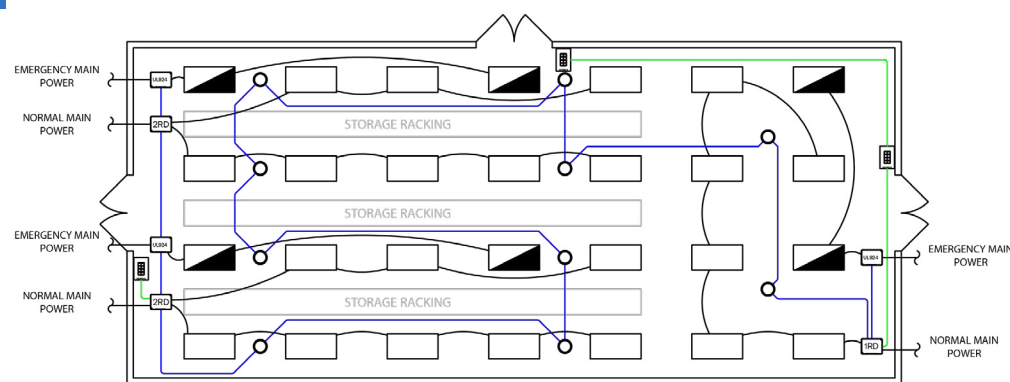 EMERGENCY MAIN
POWER
UL924
NORMAL MAIN
POWER
2RD
STORAGE RACKING
STORAGE RACKING
EMERGENCY MAIN
POWER
UL924
EMERGENCY MAIN
POWER
UL924
NORMAL MAIN
POWER
2RD
STORAGE RACKING
1RD
NORMAL MAIN
POWER